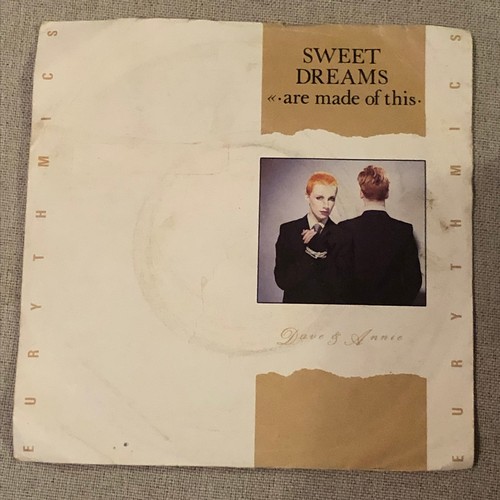 EURYTHMICS
SWEET
DREAMS
«·are made of this·
Dave & Annie
EURYTHMICS